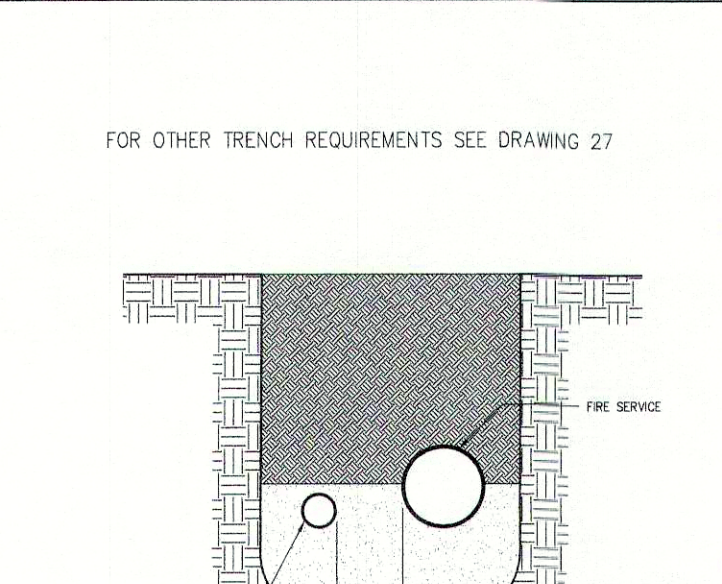 FOR OTHER TRENCH REQUIREMENTS SEE DRAWING 27
FIRE SERVICE